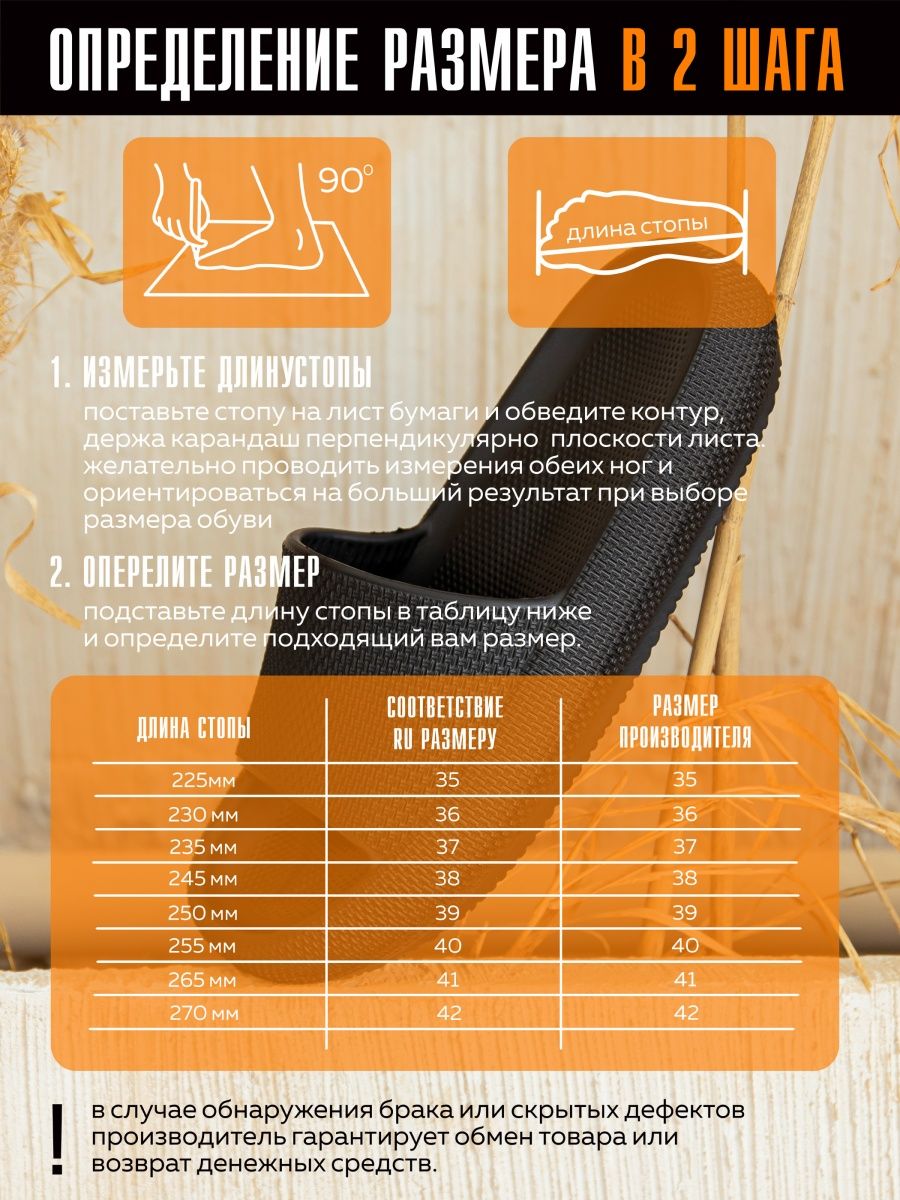 ОПРЕДЕЛЕНИЕ РАЗМЕРА В 2 ШАГА
90°
длина стопы
1. ИЗМЕРЬТЕ ДЛИНУСТОПЫ
поставьте стопу на лист бумаги и обведите контур,
держа карандаш перпендикулярно плоскости листа.
желательно проводить измерения обеих ног и
ориентироваться на больший результат при выборе
размера обуви
2. ОПЕРЕЛИТЕ РАЗМЕР
подставьте длину стопы в таблицу ниже
и определите подходящий вам размер.
ДЛИНА СТОПЫ СООТВЕТСТВИЕ RU РАЗМЕРУ РАЗМЕР ПРОИЗВОДИТЕЛЯ
225мм 35 35
230 мм 36 36
235 мм 37 37
245 мм 38 38
250 мм 39 39
255 мм 40 40
265 мм 41 41
270 мм 42 42
! в случае обнаружения брака или скрытых дефектов
производитель гарантирует обмен товара или
возврат денежных средств.